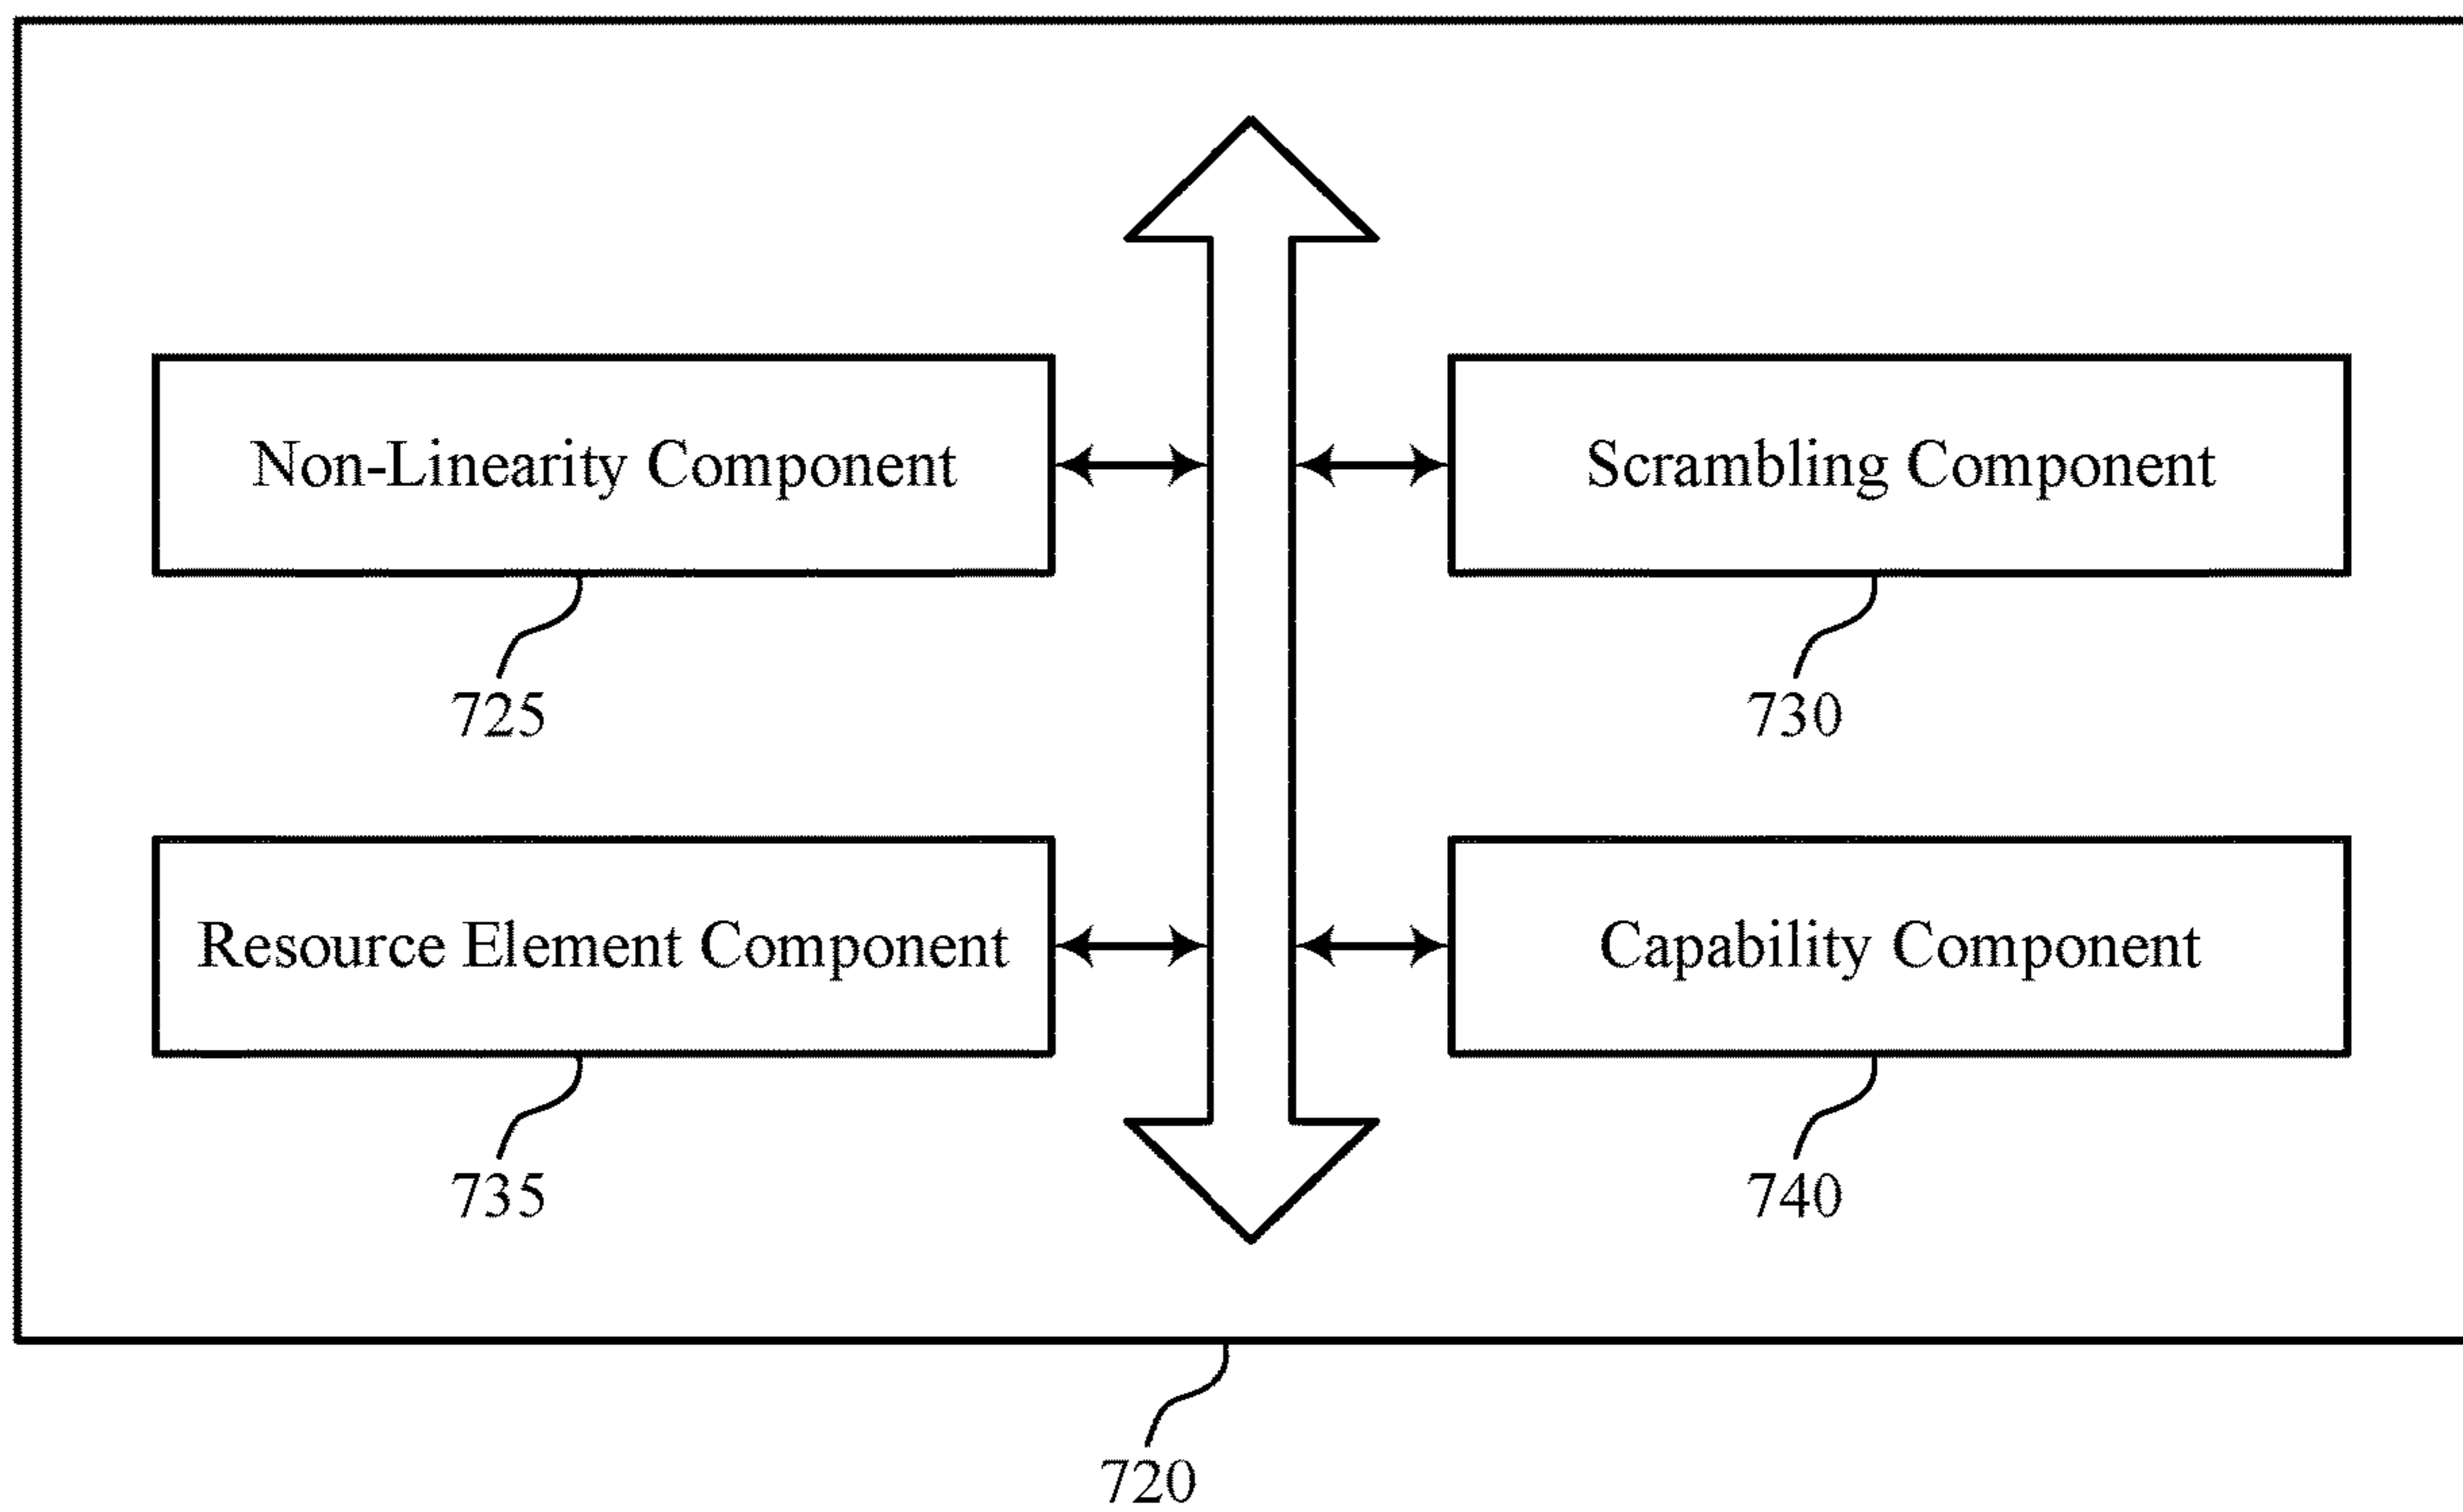 Non-Linearity Component
Scrambling Component
725
730
Resource Element Component
Capability Component
735
740
720